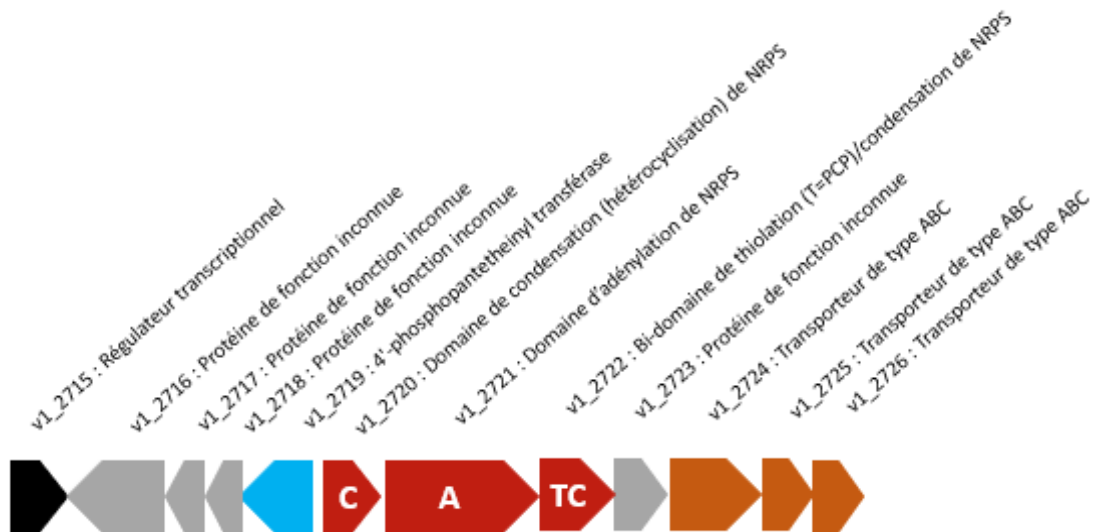 v1_2715 : Régulateur transcriptionnel
v1_2716 : Protéine de fonction inconnue
v1_2717 : Protéine de fonction inconnue
v1_2718 : Protéine de fonction inconnue
v1_2719 : 4'-phosphopantetheinyl transférase
v1_2720 : Domaine de condensation (hétérocyclisation) de NRPS
v1_2721 : Domaine d'adénylation de NRPS
v1_2722 : Bi-domaine de thiolation (T=PCP)/condensation de NRPS
v1_2723 : Protéine de fonction inconnue
v1_2724 : Transporteur de type ABC
v1_2725 : Transporteur de type ABC
v1_2726 : Transporteur de type ABC
C
A
TC